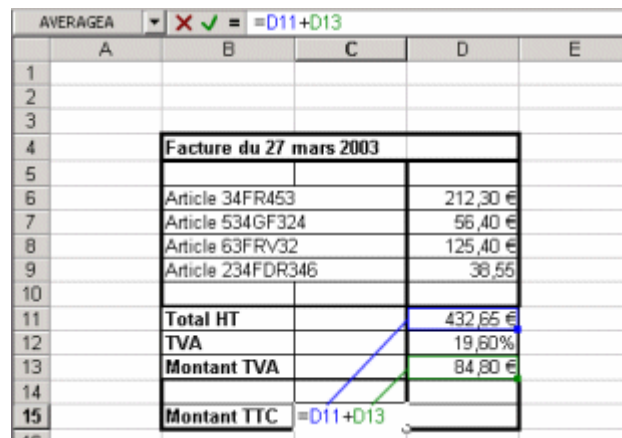 AVERAGEA = =D11+D13
A B C D E
1
2
3
4 Facture du 27 mars 2003
5
6 Article 34FR453 212,30 €
7 Article 534GF324 56,40 €
8 Article 63FRV32 125,40 €
9 Article 234FDR346 38,55
10
11 Total HT 432,65 €
12 TVA 19,60%
13 Montant TVA 84,80 €
14
15 Montant TTC =D11+D13